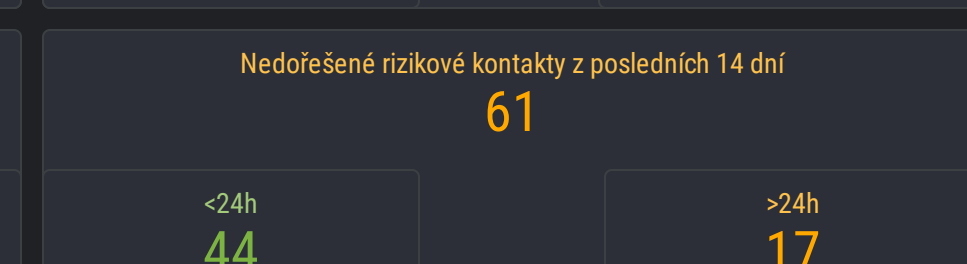 Nedořešené rizikové kontakty z posledních 14 dní
61
<24h
>24h
44
17